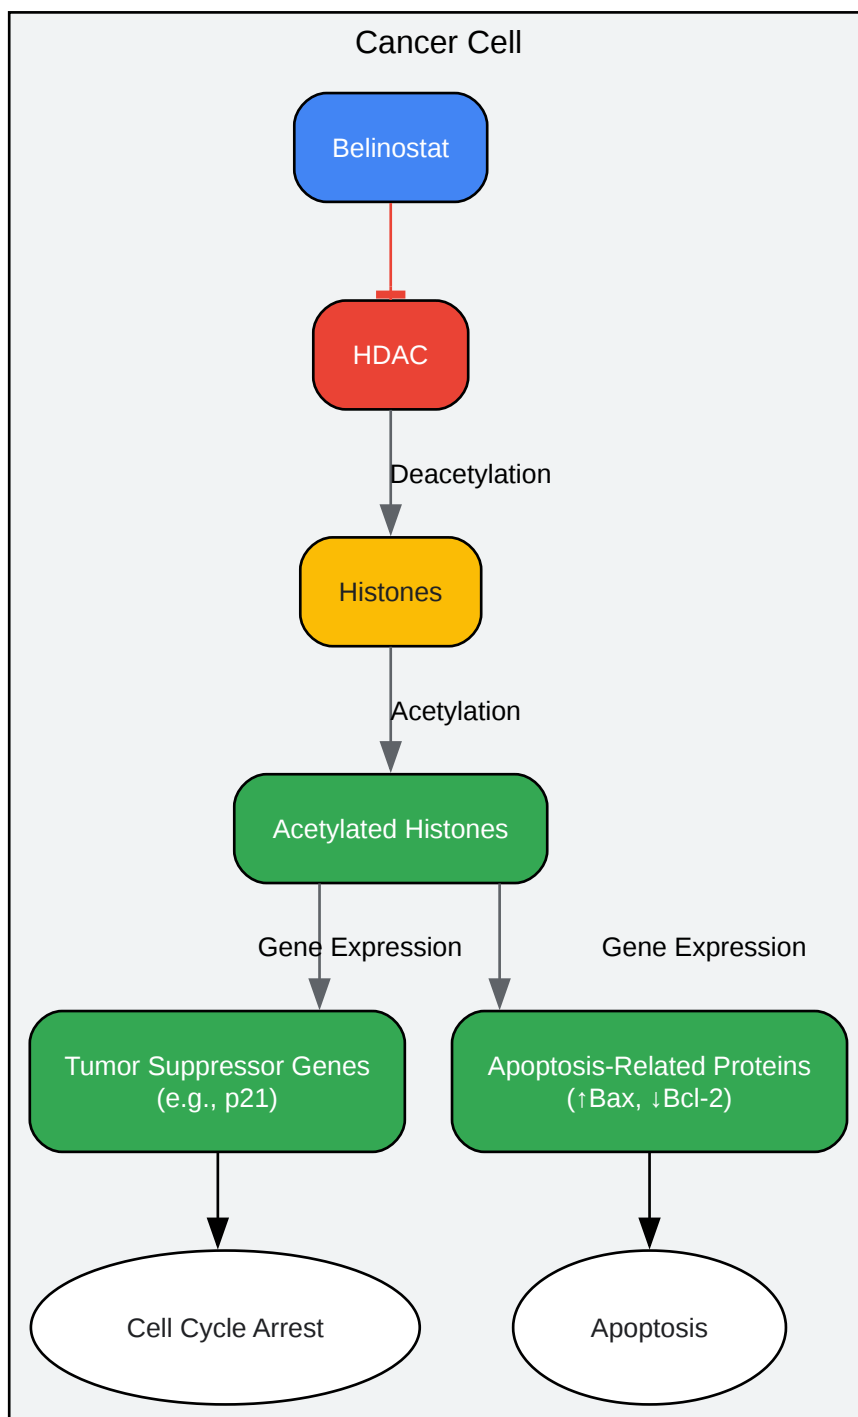 Cancer Cell
Belinostat
HDAC
Deacetylation
Histones
Acetylation
Acetylated Histones
Gene Expression
Gene Expression
Tumor Suppressor Genes
(e.g., p21)
Apoptosis-Related Proteins
(↑Bax, ↓Bcl-2)
Cell Cycle Arrest
Apoptosis